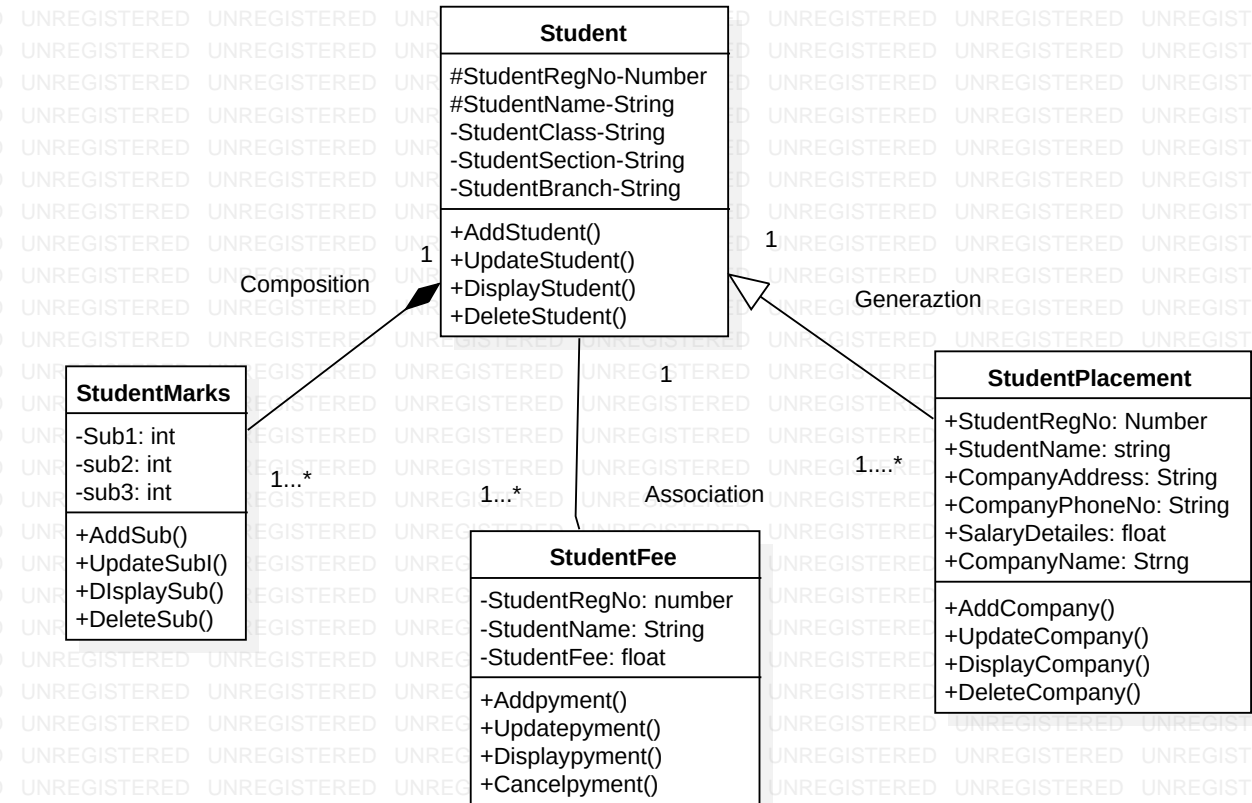 Student
#StudentRegNo-Number
#StudentName-String
-StudentClass-String
-StudentSection-String
-StudentBranch-String
+AddStudent()
+UpdateStudent()
+DisplayStudent()
+DeleteStudent()
1
Composition
1...*
1
Generaztion
1....*
1
1...*
Association
StudentMarks
-Sub1: int
-sub2: int
-sub3: int
+AddSub()
+UpdateSubI()
+DIsplaySub()
+DeleteSub()
StudentFee
-StudentRegNo: number
-StudentName: String
-StudentFee: float
+Addpyment()
+Updatepyment()
+Displaypyment()
+Cancelpyment()
StudentPlacement
+StudentRegNo: Number
+StudentName: string
+CompanyAddress: String
+CompanyPhoneNo: String
+SalaryDetailes: float
+CompanyName: Strng
+AddCompany()
+UpdateCompany()
+DisplayCompany()
+DeleteCompany()
UNREGISTERED